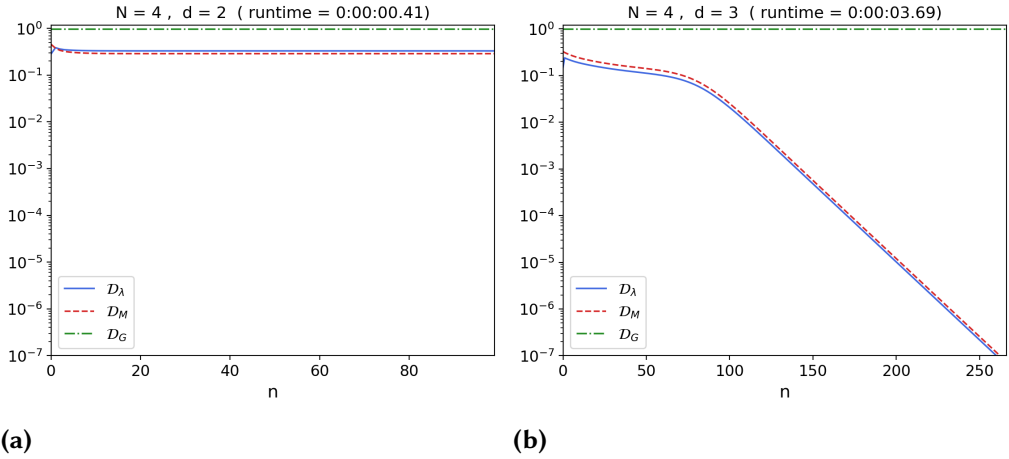 N = 4 , d = 2 ( runtime = 0:00:00.41)
10⁰
10⁻¹
10⁻²
10⁻³
10⁻⁴
10⁻⁵
10⁻⁶
10⁻⁷
𝒟_λ
𝒟_M
𝒟_G
0 20 40 60 80
n
(a)
N = 4 , d = 3 ( runtime = 0:00:03.69)
10⁰
10⁻¹
10⁻²
10⁻³
10⁻⁴
10⁻⁵
10⁻⁶
10⁻⁷
𝒟_λ
𝒟_M
𝒟_G
0 50 100 150 200 250
n
(b)